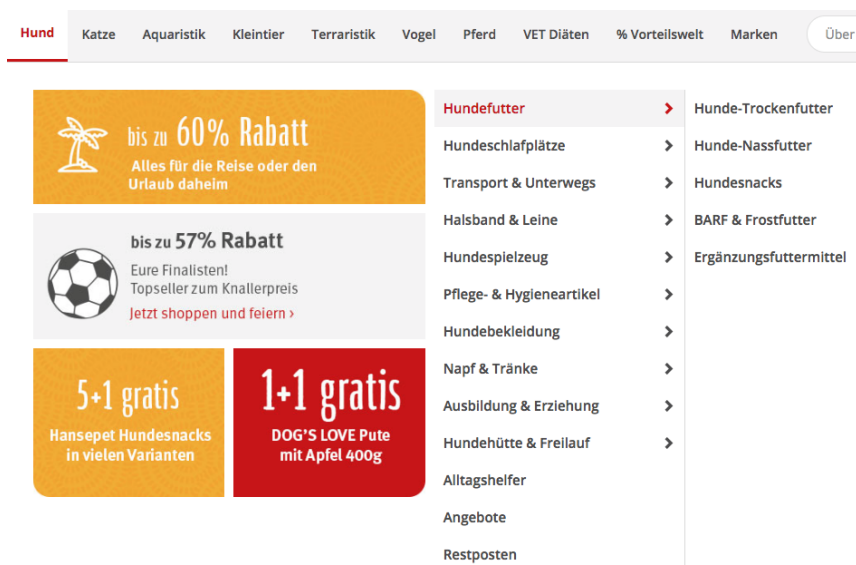 Hund Katze Aquaristik Kleintier Terraristik Vogel Pferd VET Diäten % Vorteilswelt Marken Über
bis zu 60% Rabatt
Alles für die Reise oder den
Urlaub daheim
bis zu 57% Rabatt
Eure Finalisten!
Topseller zum Knallerpreis
Jetzt shoppen und feiern ›
5+1 gratis
Hansepet Hundesnacks
in vielen Varianten
1+1 gratis
DOG'S LOVE Pute
mit Apfel 400g
Hundefutter
Hundeschlafplätze
Transport & Unterwegs
Halsband & Leine
Hundespielzeug
Pflege- & Hygieneartikel
Hundebekleidung
Napf & Tränke
Ausbildung & Erziehung
Hundehütte & Freilauf
Alltagshelfer
Angebote
Restposten
Hunde-Trockenfutter
Hunde-Nassfutter
Hundesnacks
BARF & Frostfutter
Ergänzungsfuttermittel